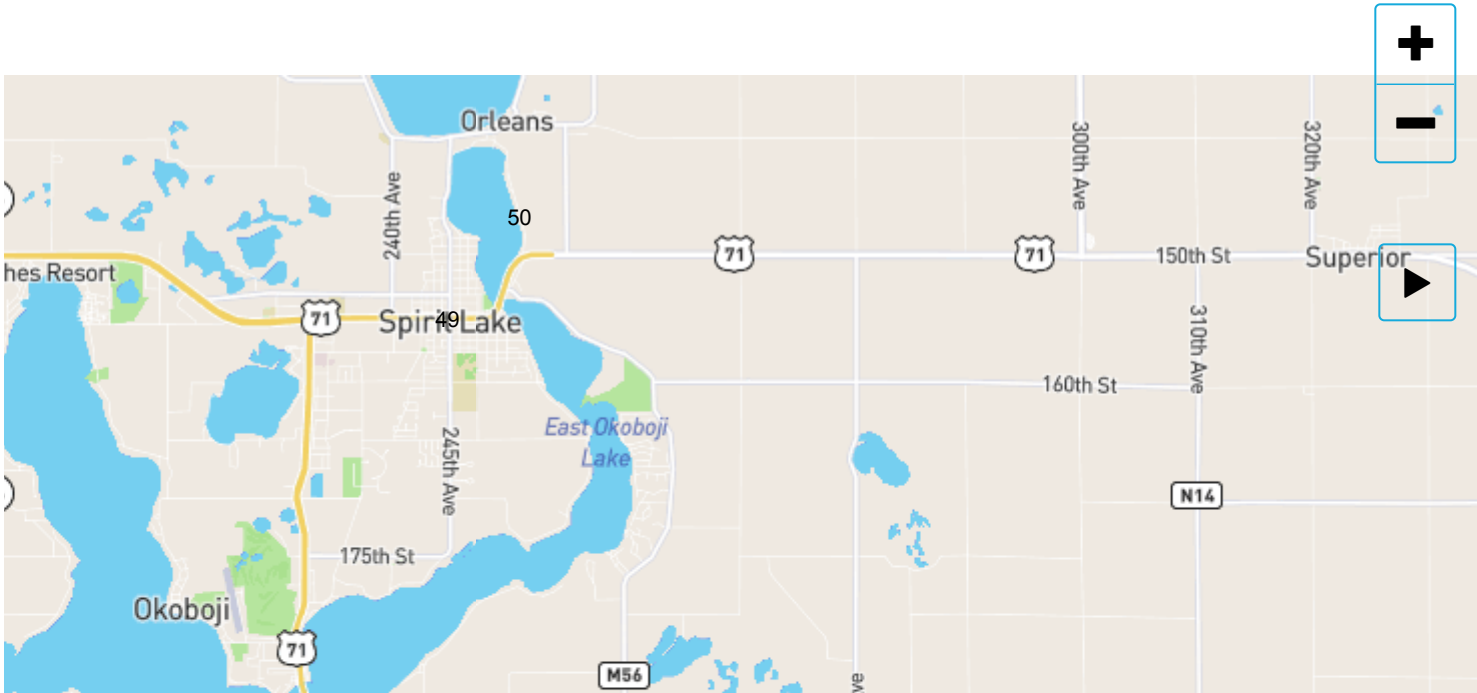 Orleans
300th Ave
320th Ave
240th Ave
50
71
71
150th St
Superior
hes Resort
71
Spirit Lake
49
310th Ave
160th St
East Okoboji
Lake
245th Ave
N14
175th St
Okoboji
71
M56